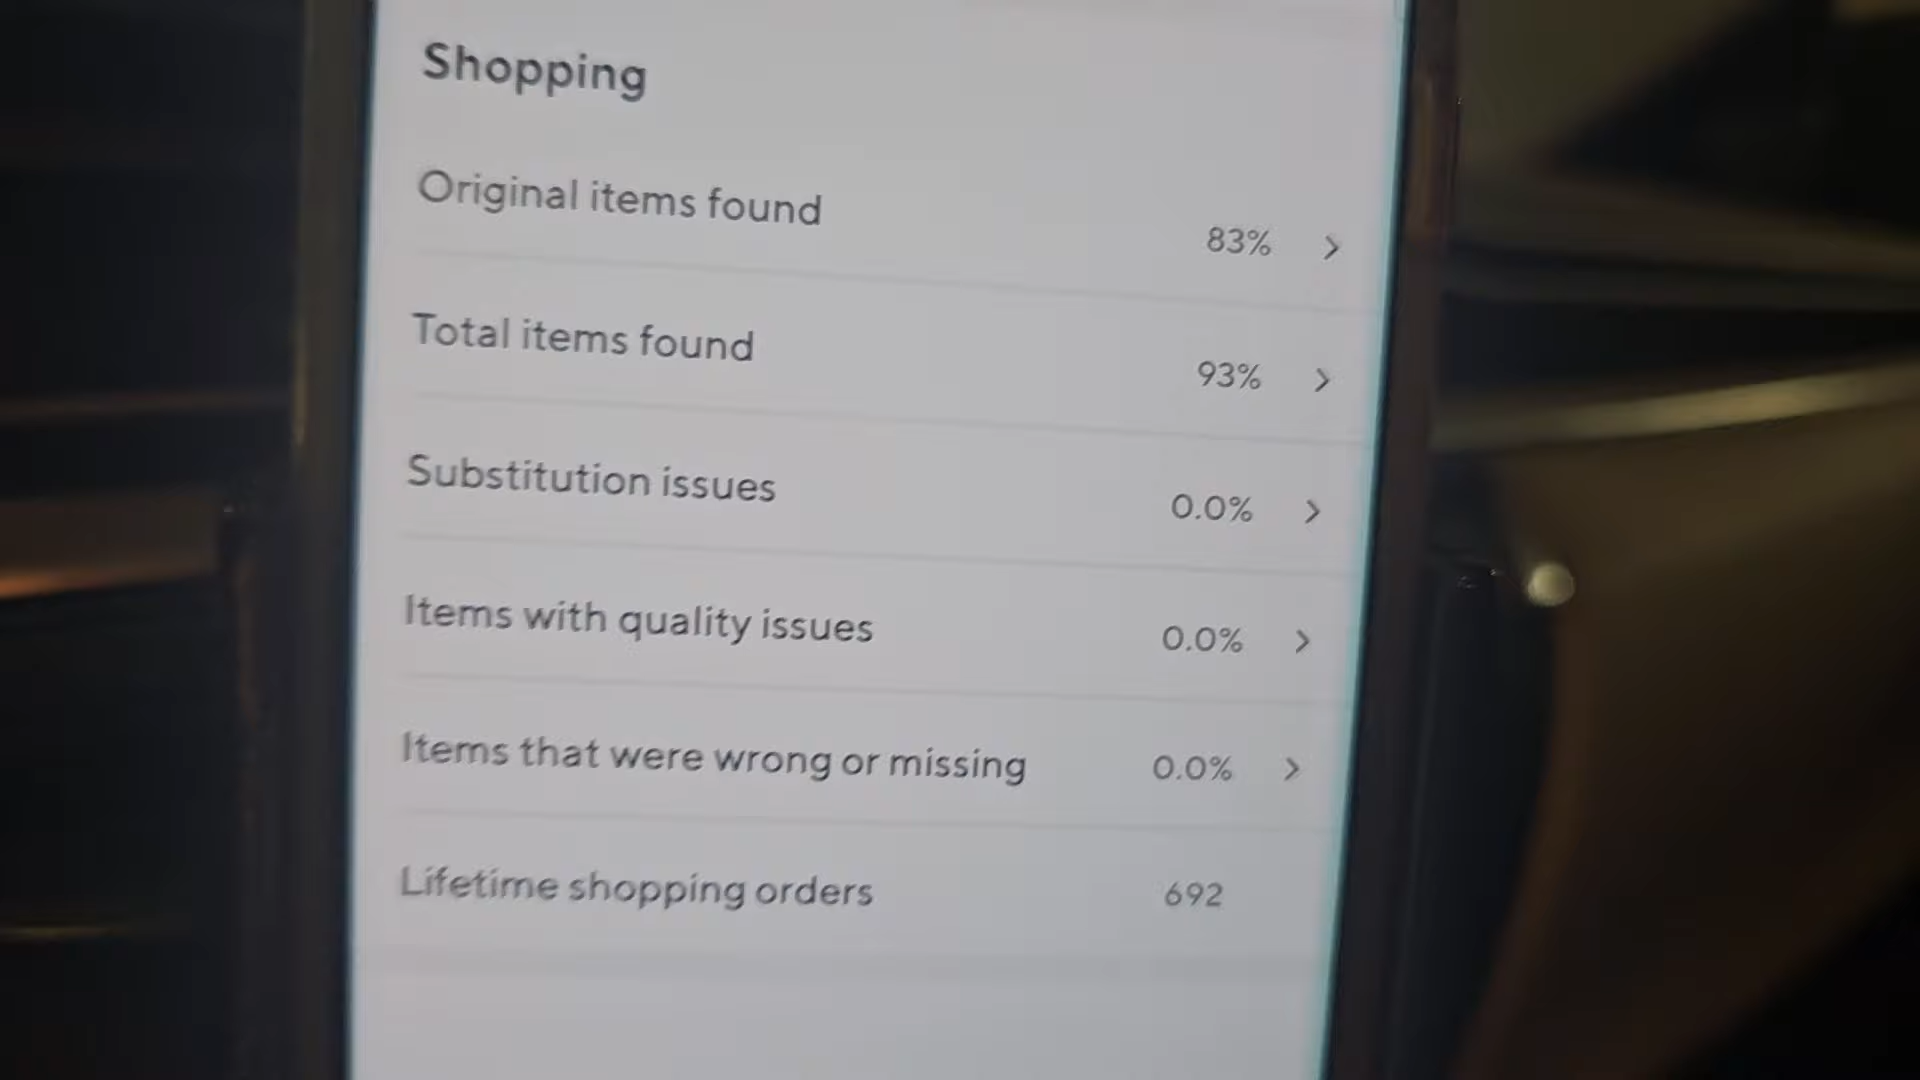 Shopping
Original items found 83%
Total items found 93%
Substitution issues 0.0%
Items with quality issues 0.0%
Items that were wrong or missing 0.0%
Lifetime shopping orders 692